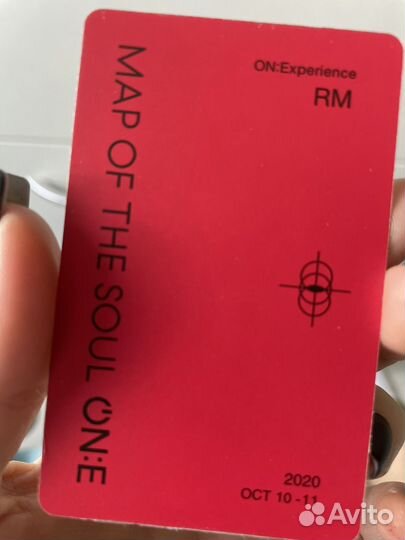 ON:Experience
RM
MAP OF THE SOUL ON:E
2020
OCT 10 - 11
Avito